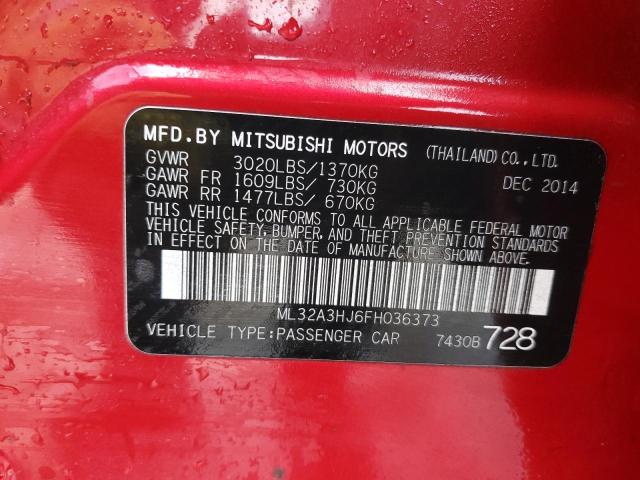 MFD.BY MITSUBISHI MOTORS (THAILAND) CO., LTD.
GVWR 3020LBS/1370KG DEC 2014
GAWR FR 1609LBS/ 730KG
GAWR RR 1477LBS/ 670KG
THIS VEHICLE CONFORMS TO ALL APPLICABLE FEDERAL MOTOR
VEHICLE SAFETY, BUMPER, AND THEFT PREVENTION STANDARDS
IN EFFECT ON THE DATE OF MANUFACTURE SHOWN ABOVE.
ML32A3HJ6FH036373
VEHICLE TYPE:PASSENGER CAR 7430B 728